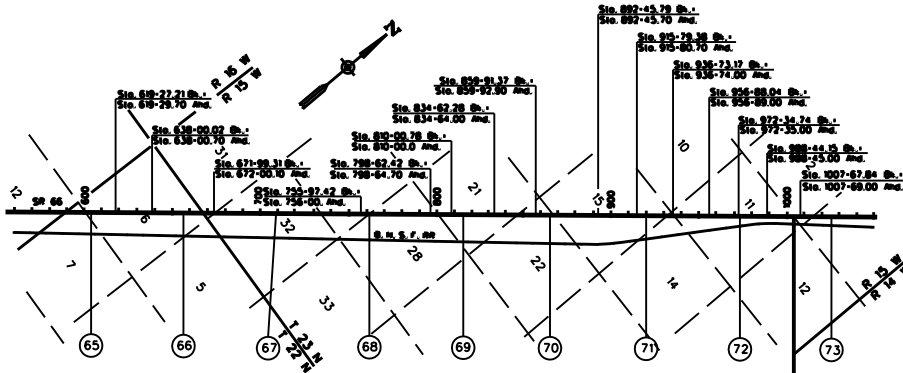 Sta. 892+45.79 Bk.=
Sta. 892+45.70 Ahd.
Sta. 915+79.38 Bk.=
Sta. 915+80.70 Ahd.
Sta. 936+73.17 Bk.=
Sta. 936+74.00 Ahd.
Sta. 956+88.04 Bk.=
Sta. 956+89.00 Ahd.
Sta. 972+34.74 Bk.=
Sta. 972+35.00 Ahd.
Sta. 988+44.15 Bk.=
Sta. 988+45.00 Ahd.
Sta. 1007+67.84 Bk.=
Sta. 1007+69.00 Ahd.
Z
R 16 W
R 15 W
Sta. 859+91.37 Bk.=
Sta. 859+92.90 Ahd.
Sta. 834+62.28 Bk.=
Sta. 834+64.00 Ahd.
Sta. 810+00.78 Bk.=
Sta. 810+00.0 Ahd.
Sta. 798+62.42 Bk.=
Sta. 798+64.70 Ahd.
Sta. 755+97.42 Bk.=
Sta. 756+00. Ahd.
Sta. 671+99.31 Bk.=
Sta. 672+00.10 Ahd.
Sta. 638+00.02 Bk.=
Sta. 638+00.70 Ahd.
Sta. 619+27.21 Bk.=
Sta. 619+29.70 Ahd.
12
600
31
700
800
21
900
10
2
1000
SR 66
6
32
15
11
B.N.S.F. RR
7
5
33
28
22
14
12
R 15 W
R 14 W
T 23 N
T 22 N
65
66
67
68
69
70
71
72
73